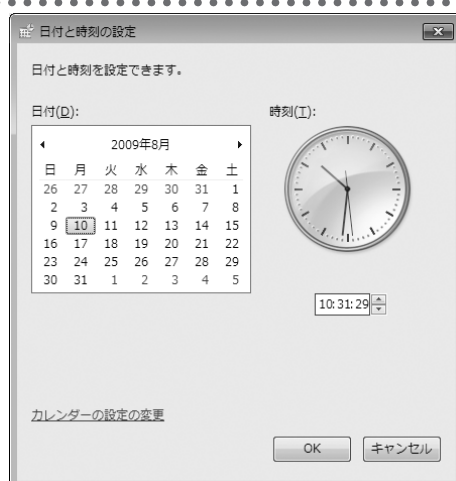 日付と時刻の設定
日付と時刻を設定できます。
日付(D):
時刻(T):
2009年8月
日 月 火 水 木 金 土
26 27 28 29 30 31 1
2 3 4 5 6 7 8
9 10 11 12 13 14 15
16 17 18 19 20 21 22
23 24 25 26 27 28 29
30 31 1 2 3 4 5
10:31:29
カレンダーの設定の変更
OK キャンセル